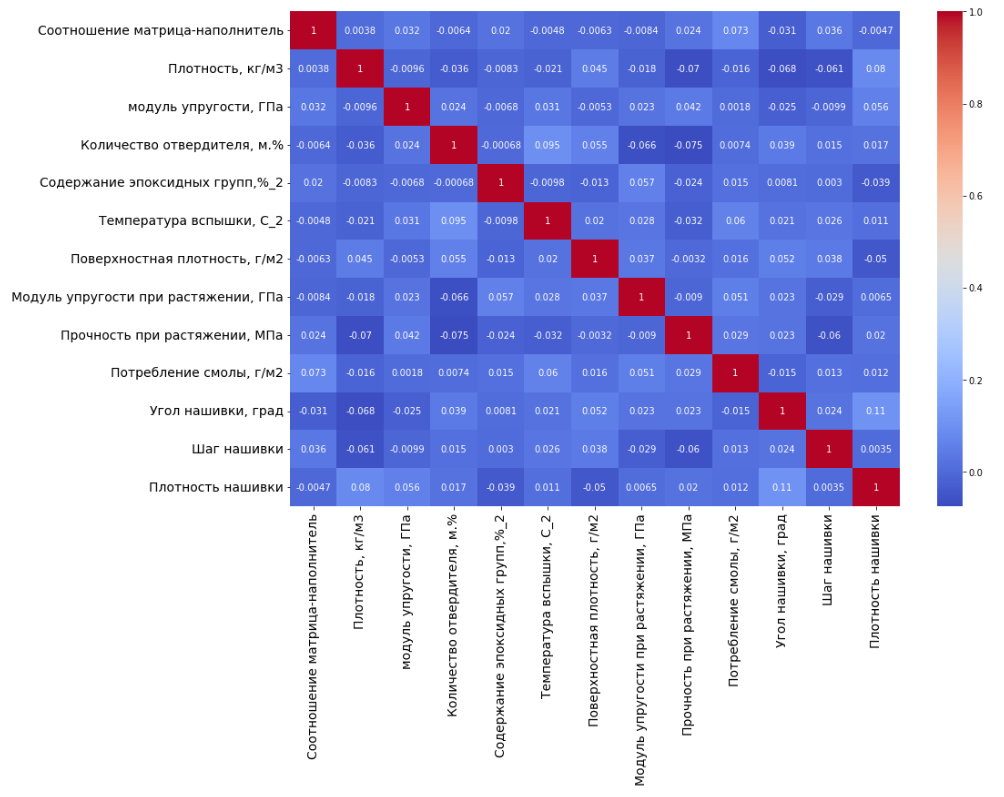 Соотношение матрица-наполнитель 1 0.0038 0.032 -0.0064 0.02 -0.0048 -0.0063 -0.0084 0.024 0.073 -0.031 0.036 -0.0047
Плотность, кг/м3 0.0038 1 -0.0096 -0.036 -0.0083 -0.021 0.045 -0.018 -0.07 -0.016 -0.068 -0.061 0.08
модуль упругости, ГПа 0.032 -0.0096 1 0.024 -0.0068 0.031 -0.0053 0.023 0.042 0.0018 -0.025 -0.0099 0.056
Количество отвердителя, м.% -0.0064 -0.036 0.024 1 -0.00068 0.095 0.055 -0.066 -0.075 0.0074 0.039 0.015 0.017
Содержание эпоксидных групп,%_2 0.02 -0.0083 -0.0068 -0.00068 1 -0.0098 -0.013 0.057 -0.024 0.015 0.0081 0.003 -0.039
Температура вспышки, С_2 -0.0048 -0.021 0.031 0.095 -0.0098 1 0.02 0.028 -0.032 0.06 0.021 0.026 0.011
Поверхностная плотность, г/м2 -0.0063 0.045 -0.0053 0.055 -0.013 0.02 1 0.037 -0.0032 0.016 0.052 0.038 -0.05
Модуль упругости при растяжении, ГПа -0.0084 -0.018 0.023 -0.066 0.057 0.028 0.037 1 -0.009 0.051 0.023 -0.029 0.0065
Прочность при растяжении, МПа 0.024 -0.07 0.042 -0.075 -0.024 -0.032 -0.0032 -0.009 1 0.029 0.023 -0.06 0.02
Потребление смолы, г/м2 0.073 -0.016 0.0018 0.0074 0.015 0.06 0.016 0.051 0.029 1 -0.015 0.013 0.012
Угол нашивки, град -0.031 -0.068 -0.025 0.039 0.0081 0.021 0.052 0.023 0.023 -0.015 1 0.024 0.11
Шаг нашивки 0.036 -0.061 -0.0099 0.015 0.003 0.026 0.038 -0.029 -0.06 0.013 0.024 1 0.0035
Плотность нашивки -0.0047 0.08 0.056 0.017 -0.039 0.011 -0.05 0.0065 0.02 0.012 0.11 0.0035 1
Соотношение матрица-наполнитель
Плотность, кг/м3
модуль упругости, ГПа
Количество отвердителя, м.%
Содержание эпоксидных групп,%_2
Температура вспышки, С_2
Поверхностная плотность, г/м2
Модуль упругости при растяжении, ГПа
Прочность при растяжении, МПа
Потребление смолы, г/м2
Угол нашивки, град
Шаг нашивки
Плотность нашивки
1.0
0.8
0.6
0.4
0.2
0.0